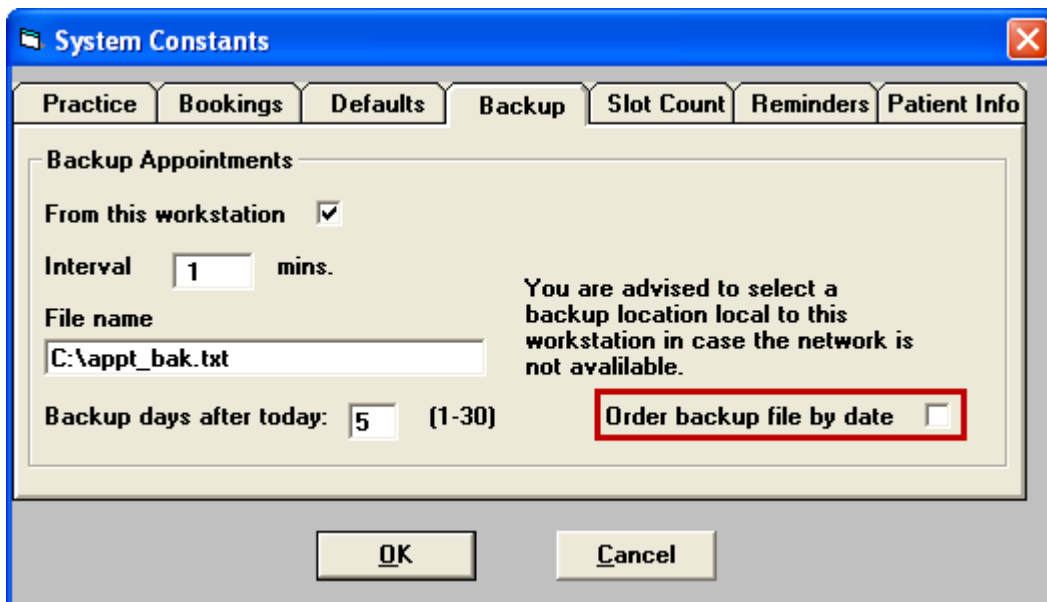 System Constants
Practice Bookings Defaults Backup Slot Count Reminders Patient Info
Backup Appointments
From this workstation
Interval 1 mins.
You are advised to select a
backup location local to this
workstation in case the network is
not avalilable.
File name
C:\appt_bak.txt
Backup days after today: 5 (1-30)
Order backup file by date
OK Cancel